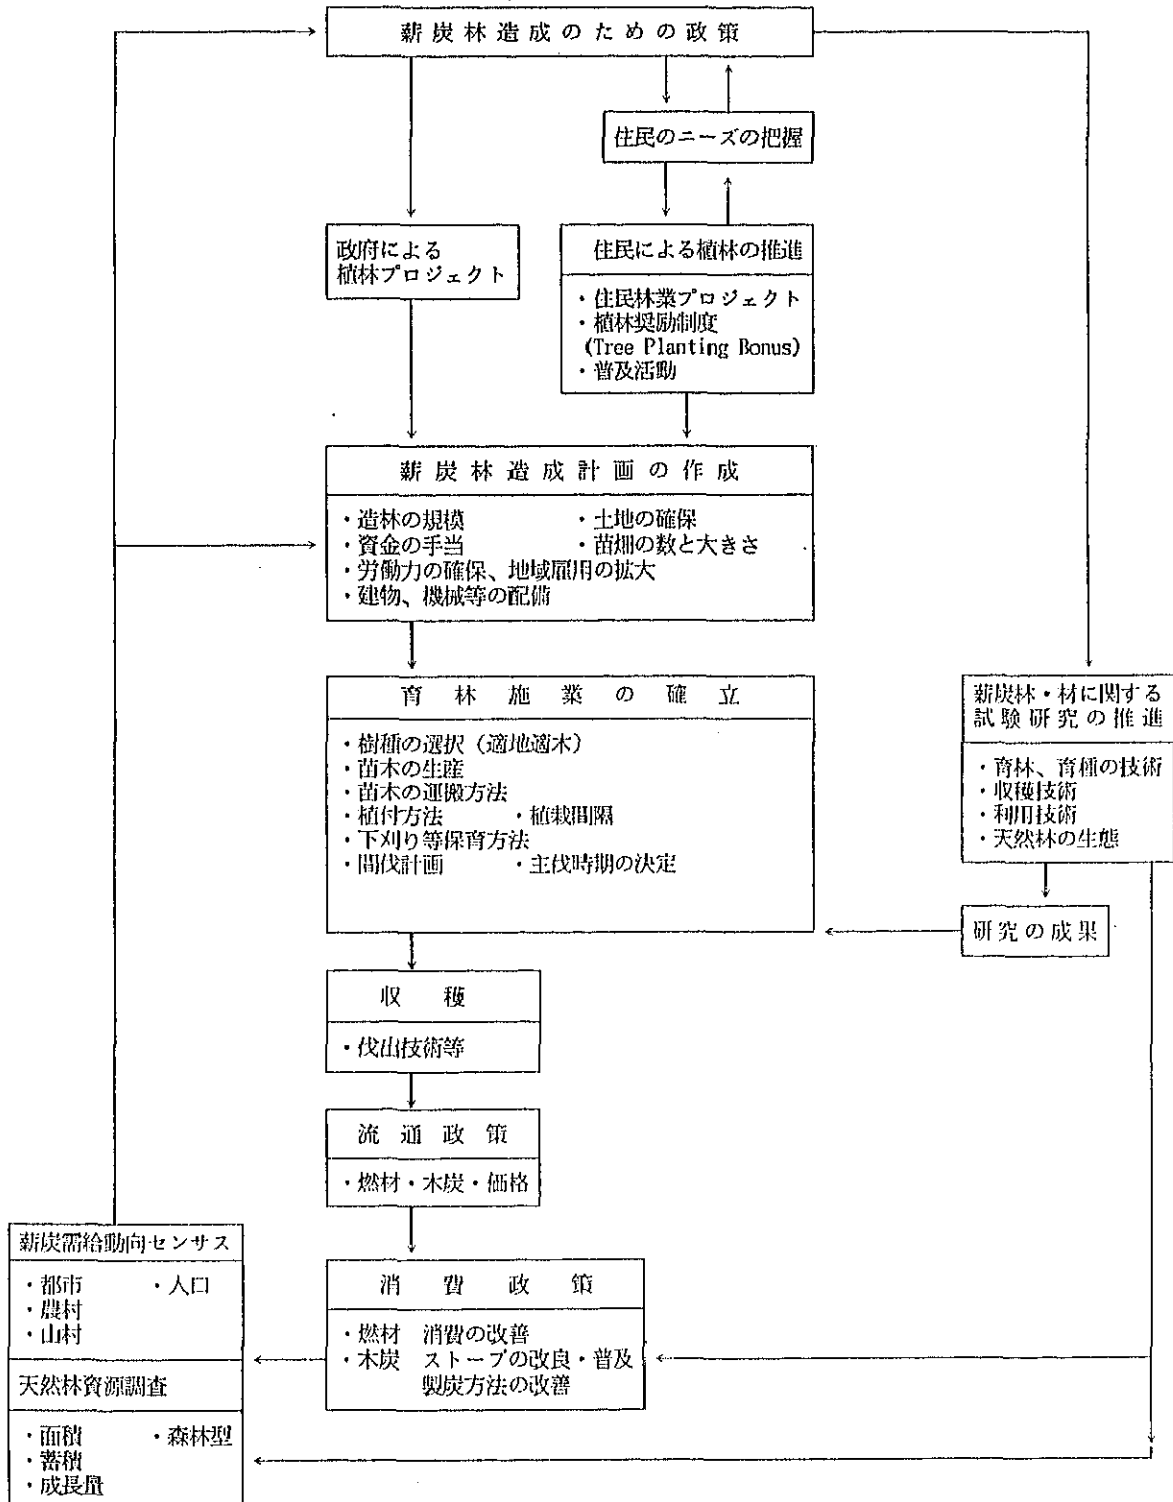 薪炭林造成のための政策
住民のニーズの把握
政府による
植林プロジェクト
住民による植林の推進
・住民林業プロジェクト
・植林奨励制度
(Tree Planting Bonus)
・普及活動
薪炭林造成計画の作成
・造林の規模 ・土地の確保
・資金の手当 ・苗畑の数と大きさ
・労働力の確保、地域雇用の拡大
・建物、機械等の配備
育林施業の確立
・樹種の選択（適地適木）
・苗木の生産
・苗木の運搬方法
・植付方法 ・植栽間隔
・下刈り等保育方法
・間伐計画 ・主伐時期の決定
薪炭林・材に関する
試験研究の推進
・育林、育種の技術
・収穫技術
・利用技術
・天然林の生態
研究の成果
収穫
・伐出技術等
流通政策
・燃材・木炭・価格
消費政策
・燃材 消費の改善
・木炭 ストーブの改良・普及
製炭方法の改善
薪炭需給動向センサス
・都市 ・人口
・農村
・山村
天然林資源調査
・面積 ・森林型
・蓄積
・成長量